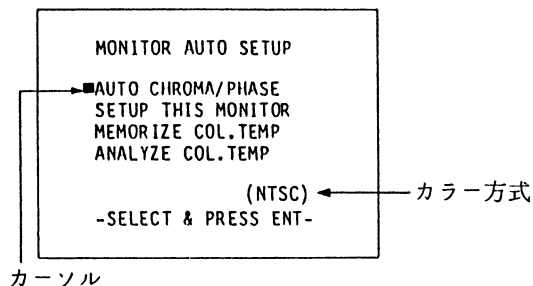 MONITOR AUTO SETUP
AUTO CHROMA/PHASE
SETUP THIS MONITOR
MEMORIZE COL.TEMP
ANALYZE COL.TEMP
(NTSC)
カラー方式
-SELECT & PRESS ENT-
カーソル